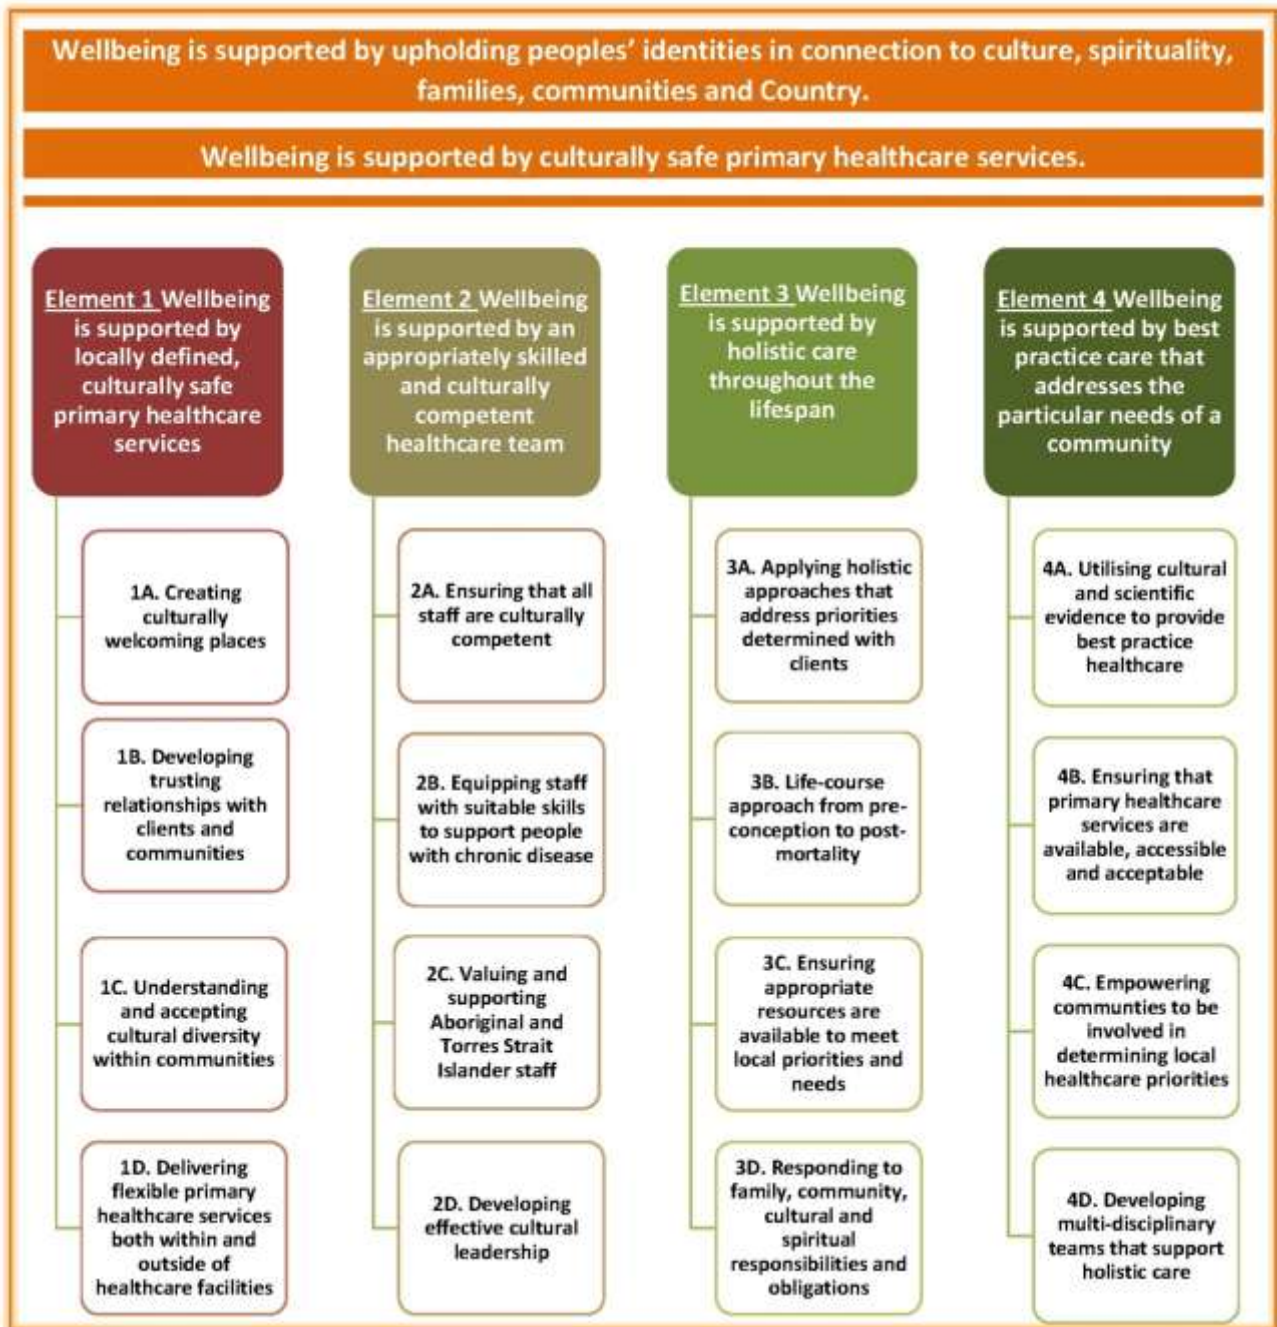 Wellbeing is supported by upholding peoples' identities in connection to culture, spirituality,
families, communities and Country.
Wellbeing is supported by culturally safe primary healthcare services.
Element 1 Wellbeing
is supported by
locally defined,
culturally safe
primary healthcare
services
1A. Creating
culturally
welcoming places
1B. Developing
trusting
relationships with
clients and
communities
1C. Understanding
and accepting
cultural diversity
within communities
1D. Delivering
flexible primary
healthcare services
both within and
outside of
healthcare facilities
Element 2 Wellbeing
is supported by an
appropriately skilled
and culturally
competent
healthcare team
2A. Ensuring that all
staff are culturally
competent
2B. Equipping staff
with suitable skills
to support people
with chronic disease
2C. Valuing and
supporting
Aboriginal and
Torres Strait
Islander staff
2D. Developing
effective cultural
leadership
Element 3 Wellbeing
is supported by
holistic care
throughout the
lifespan
3A. Applying holistic
approaches that
address priorities
determined with
clients
3B. Life-course
approach from pre-
conception to post-
mortality
3C. Ensuring
appropriate
resources are
available to meet
local priorities and
needs
3D. Responding to
family, community,
cultural and
spiritual
responsibilities and
obligations
Element 4 Wellbeing
is supported by best
practice care that
addresses the
particular needs of a
community
4A. Utilising cultural
and scientific
evidence to provide
best practice
healthcare
4B. Ensuring that
primary healthcare
services are
available, accessible
and acceptable
4C. Empowering
communties to be
involved in
determining local
healthcare priorities
4D. Developing
multi-disciplinary
teams that support
holistic care